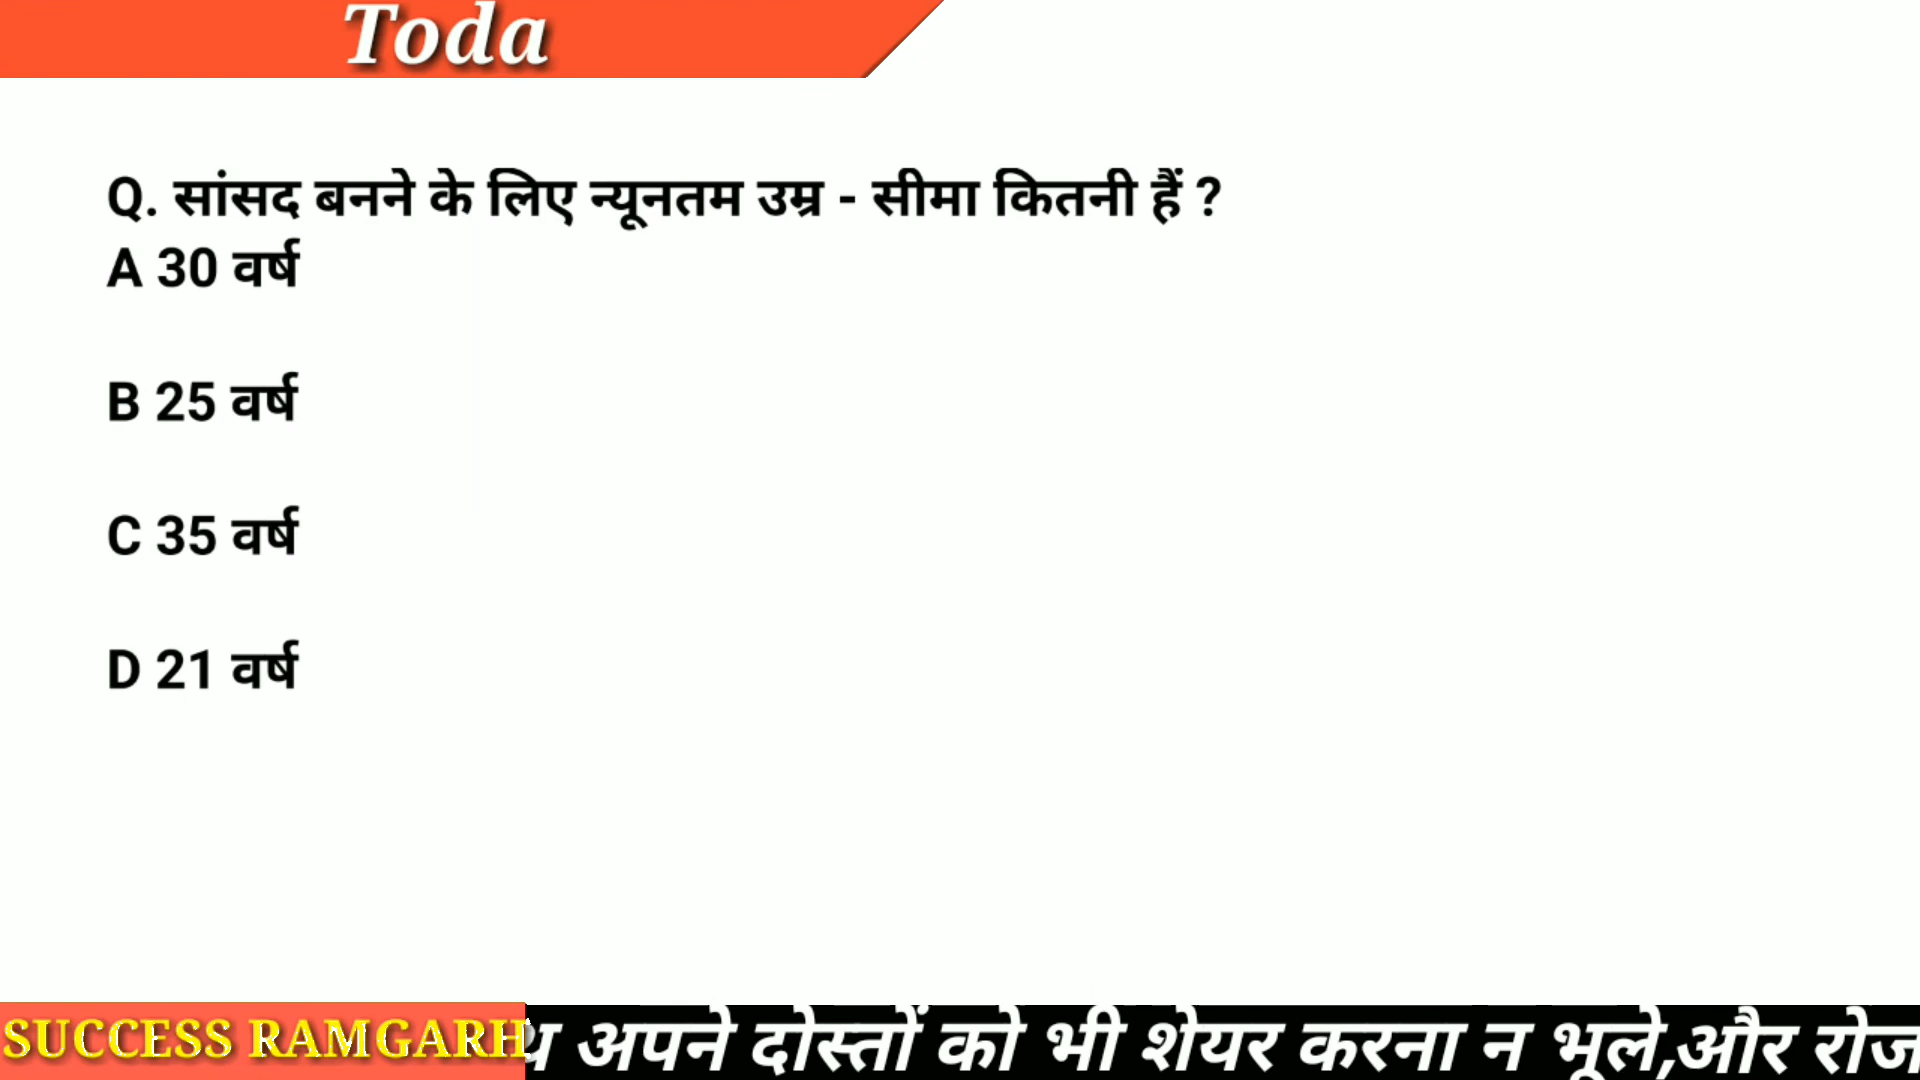 Toda
Q. सांसद बनने के लिए न्यूनतम उम्र - सीमा कितनी हैं ?
A 30 वर्ष
B 25 वर्ष
C 35 वर्ष
D 21 वर्ष
SUCCESS RAMGARH
अपने दोस्तों को भी शेयर करना न भूले,और रोज